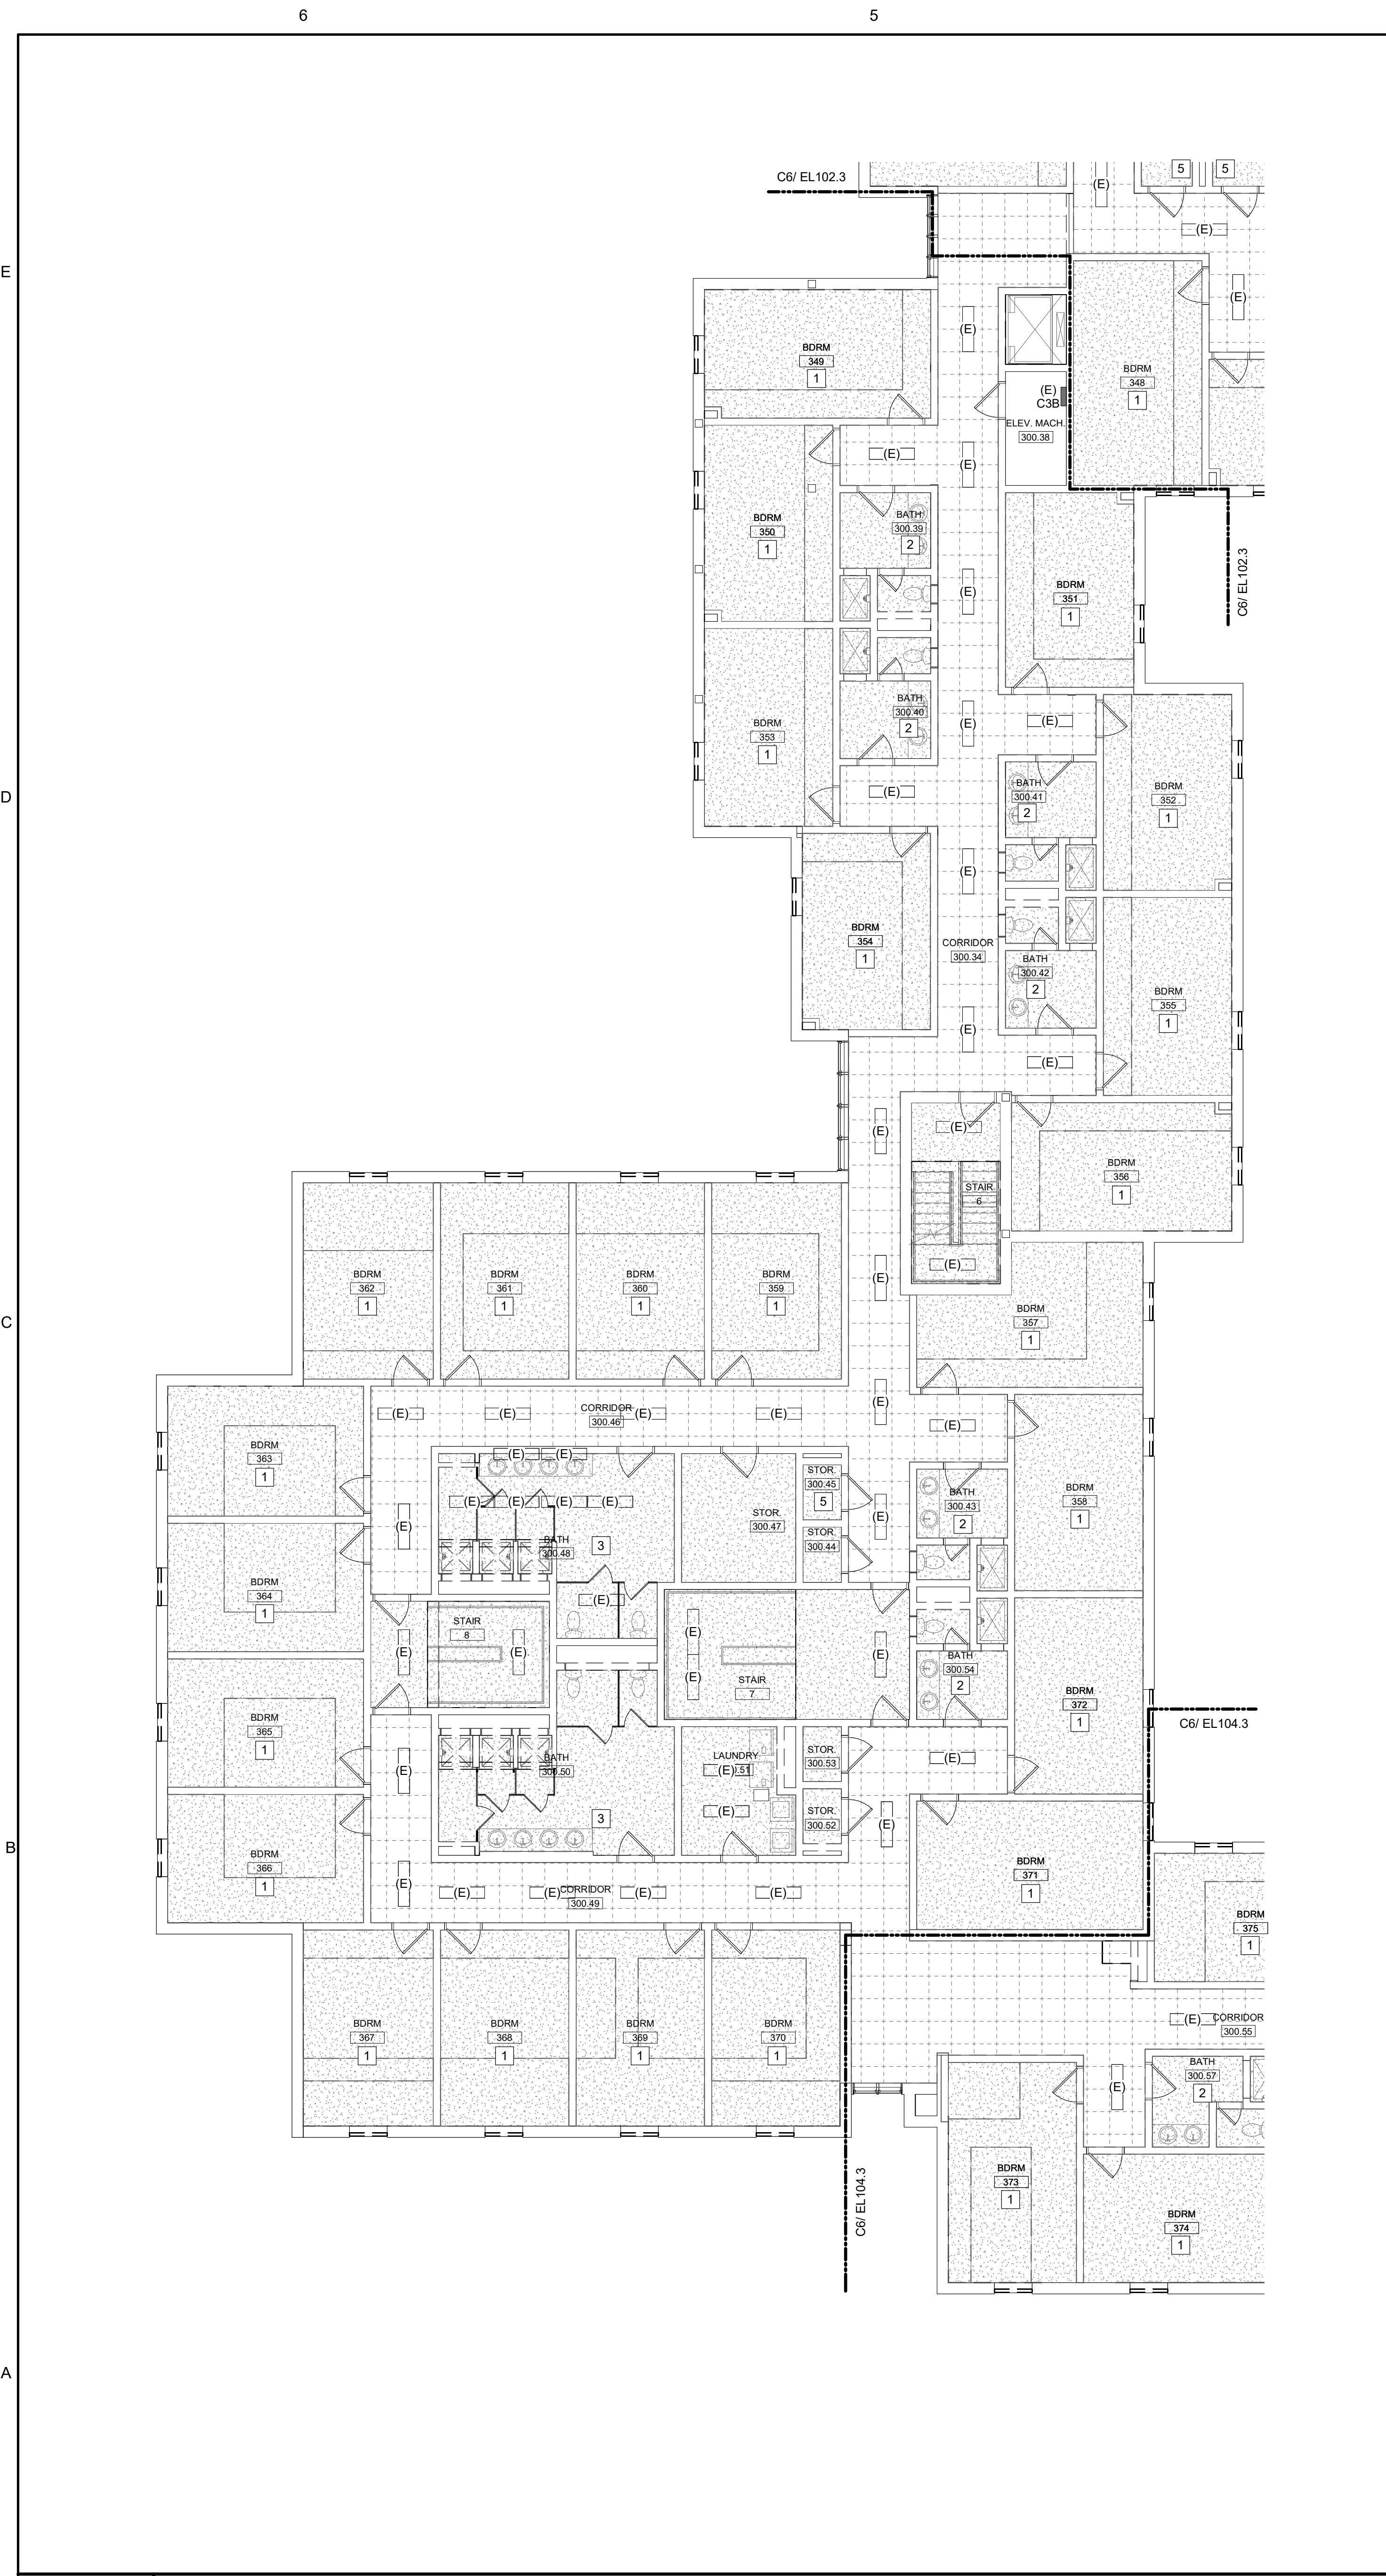 6
5
E
D
C
B
A
C6/ EL102.3
5
5
(E)
(E)
(E)
(E)
BDRM
349
1
BDRM
348
1
(E)
C3B
ELEV. MACH.
300.38
(E)
(E)
BDRM
350
1
BATH
300.39
2
(E)
BDRM
351
1
C6/ EL102.3
BATH
300.40
2
(E)
(E)
BDRM
353
1
(E)
BATH
300.41
2
BDRM
352
1
(E)
BDRM
354
1
CORRIDOR
300.34
BATH
300.42
2
BDRM
355
1
(E)
(E)
(E)
(E)
BDRM
356
1
STAIR
6
(E)
(E)
BDRM
362
1
BDRM
361
1
BDRM
360
1
BDRM
359
1
BDRM
357
1
(E)
(E)
(E)
CORRIDOR
300.46
(E)
(E)
(E)
(E)
BDRM
363
1
(E)
(E)
(E)
(E)
(E)
(E)
(E)
BATH
300.48
3
STOR.
300.47
STOR.
300.45
5
STOR.
300.44
(E)
BATH
300.43
2
BDRM
358
1
BDRM
364
1
(E)
STAIR
8
(E)
(E)
(E)
(E)
STAIR
7
(E)
BATH
300.54
2
BDRM
372
1
C6/ EL104.3
BDRM
365
1
(E)
BATH
300.50
3
LAUNDRY
(E)
.51
(E)
STOR.
300.53
(E)
STOR.
300.52
(E)
BDRM
366
1
(E)
(E)
(E)
CORRIDOR
300.49
(E)
(E)
BDRM
371
1
BDRM
375
1
BDRM
367
1
BDRM
368
1
BDRM
369
1
BDRM
370
1
(E)
CORRIDOR
300.55
(E)
BATH
300.57
2
C6/ EL104.3
BDRM
373
1
BDRM
374
1